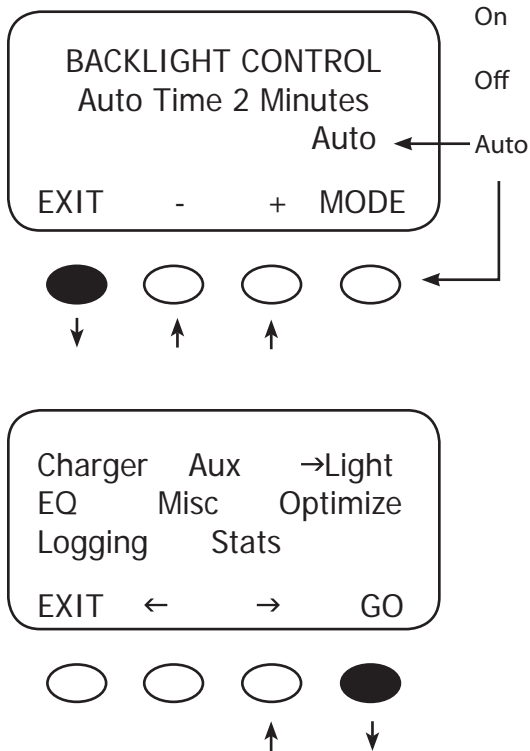 On
BACKLIGHT CONTROL
Off
Auto Time 2 Minutes
Auto
Auto
EXIT - + MODE
Charger Aux →Light
EQ Misc Optimize
Logging Stats
EXIT ← → GO